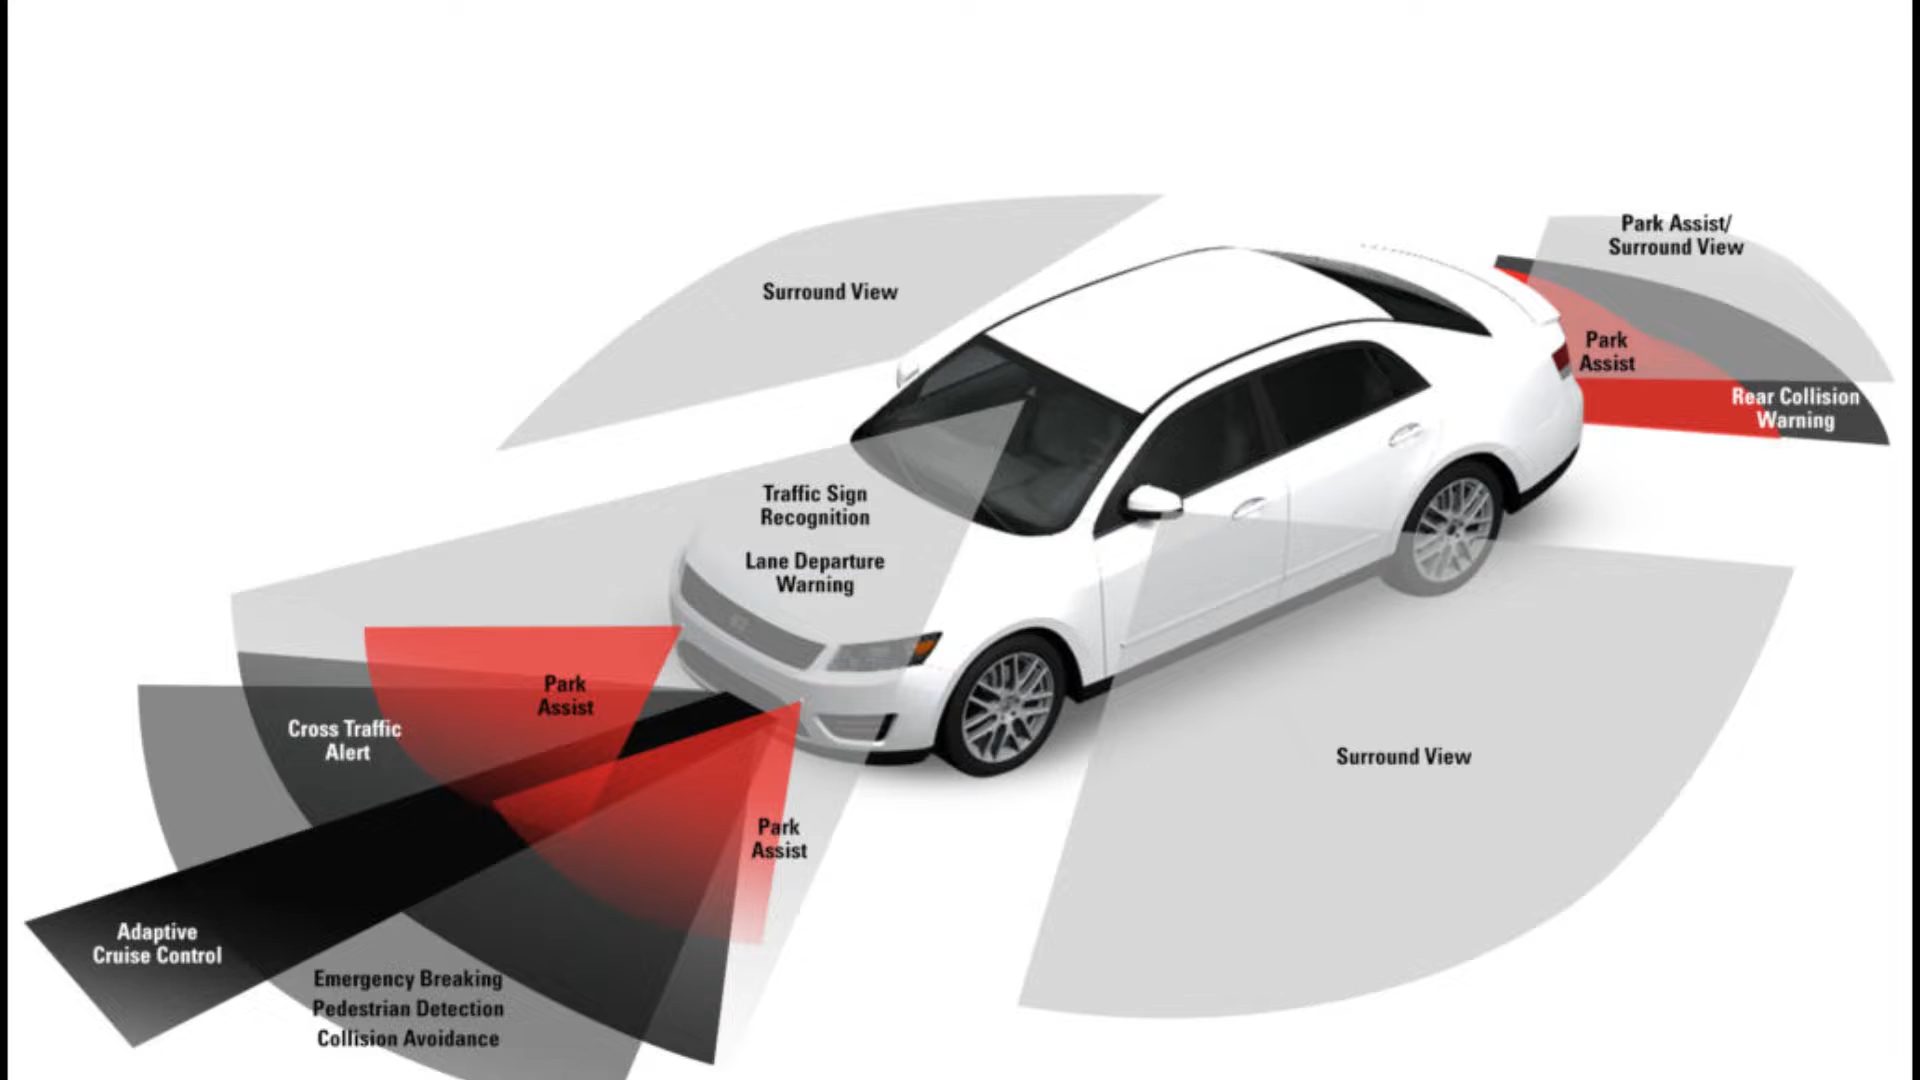 Park Assist/
Surround View
Surround View
Park
Assist
Rear Collision
Warning
Traffic Sign
Recognition
Lane Departure
Warning
Park
Assist
Cross Traffic
Alert
Surround View
Park
Assist
Adaptive
Cruise Control
Emergency Breaking
Pedestrian Detection
Collision Avoidance